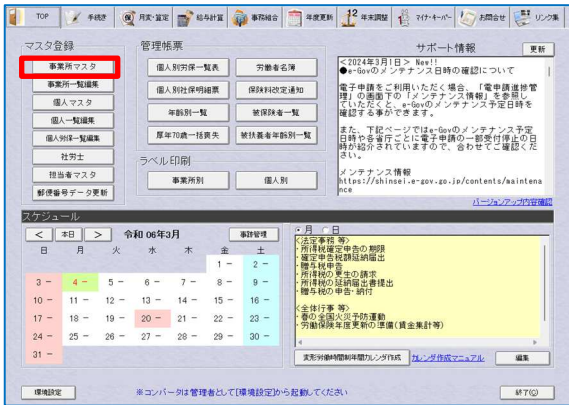 TOP 手続き 月変・算定 給与計算 事務組合 年度更新 12 年末調整 マイナ・ナンバー お問合せ リンク集
マスタ登録
事業所マスタ
事業所一覧編集
個人マスタ
個人一覧編集
個人労保一覧編集
社労士
担当者マスタ
郵便番号データ更新
管理帳票
個人別労保一覧表 労働者名簿
個人別社保明細票 保険料改定通知
年齢別一覧 被保険者一覧
厚年70歳一括喪失 被扶養者年齢別一覧
ラベル印刷
事業所別 個人別
サポート情報 更新
<2024年3月1日> New!!
●e-Govのメンテナンス日時の確認について
電子申請をご利用いただく場合、「電申請進捗管
理」の画面下の「メンテナンス情報」を参照し
ていただくと、e-Govのメンテナンス予定日時を
確認する事ができます。
また、下記ページではe-Govのメンテナンス予定
日時や各省庁ごとに電子申請の一部受付停止の日
時が紹介されていますので、合わせてご確認くだ
さい。
メンテナンス情報
https://shinsei.e-gov.go.jp/contents/maintena
nce
バージョンアップ内容確認
スケジュール
< 本日 > 令和 06年3月 事跡管理
日 月 火 水 木 金 土
1 - 2 -
3 - 4 - 5 - 6 - 7 - 8 - 9 -
10 - 11 - 12 - 13 - 14 - 15 - 16 -
17 - 18 - 19 - 20 - 21 - 22 - 23 -
24 - 25 - 26 - 27 - 28 - 29 - 30 -
31 -
月 日
<法定事務 等>
・所得税確定申告の期限
・確定申告税額延納届出
・贈与税申告
・所得税の更生の請求
・所得税の延納届出書提出
・贈与税の申告・納付
<全体行事 等>
・春の全国火災予防運動
・労働保険年度更新の準備(賃金集計等)
変形労働時間制年間カレンダ作成 カレンダ作成マニュアル 編集
環境設定 ※コンバータは管理者として[環境設定]から起動してください 終了(C)